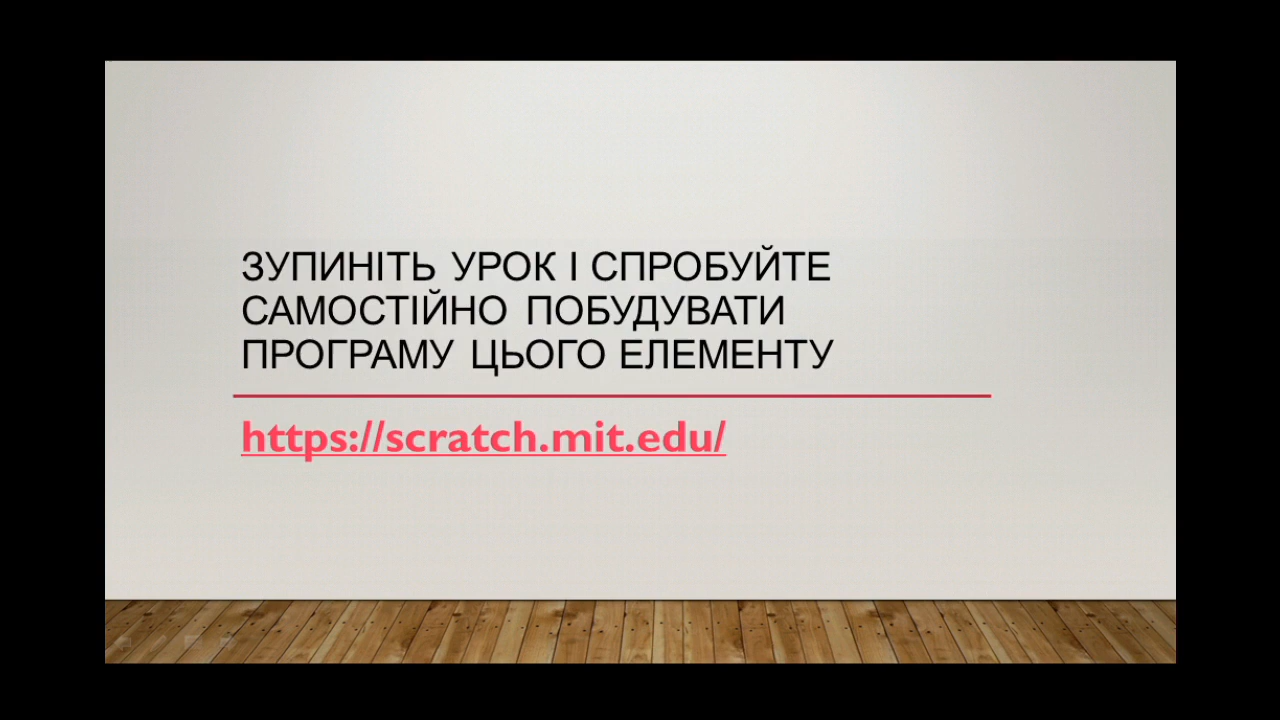 ЗУПИНІТЬ УРОК І СПРОБУЙТЕ
САМОСТІЙНО ПОБУДУВАТИ
ПРОГРАМУ ЦЬОГО ЕЛЕМЕНТУ
https://scratch.mit.edu/